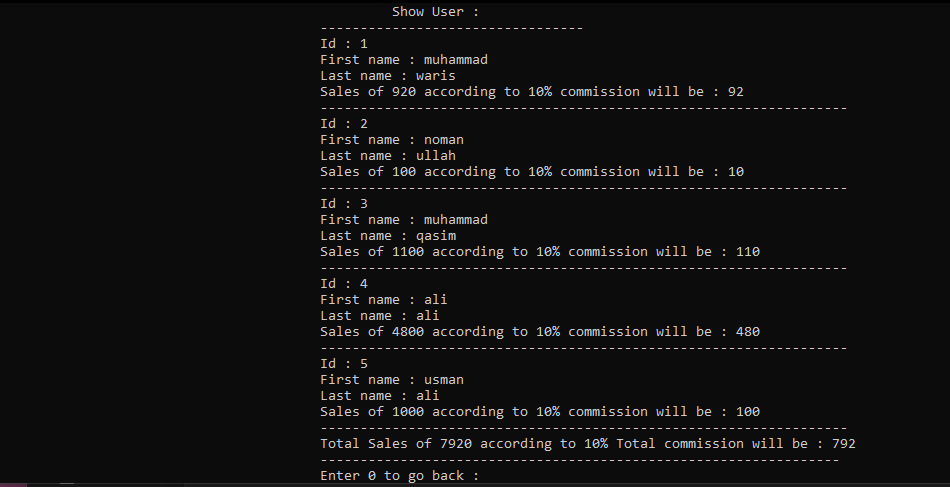 Show User :
---------------------------------
Id : 1
First name : muhammad
Last name : waris
Sales of 920 according to 10% commission will be : 92
------------------------------------------------------------------
Id : 2
First name : noman
Last name : ullah
Sales of 100 according to 10% commission will be : 10
------------------------------------------------------------------
Id : 3
First name : muhammad
Last name : qasim
Sales of 1100 according to 10% commission will be : 110
------------------------------------------------------------------
Id : 4
First name : ali
Last name : ali
Sales of 4800 according to 10% commission will be : 480
------------------------------------------------------------------
Id : 5
First name : usman
Last name : ali
Sales of 1000 according to 10% commission will be : 100
------------------------------------------------------------------
Total Sales of 7920 according to 10% Total commission will be : 792
-----------------------------------------------------------------
Enter 0 to go back :